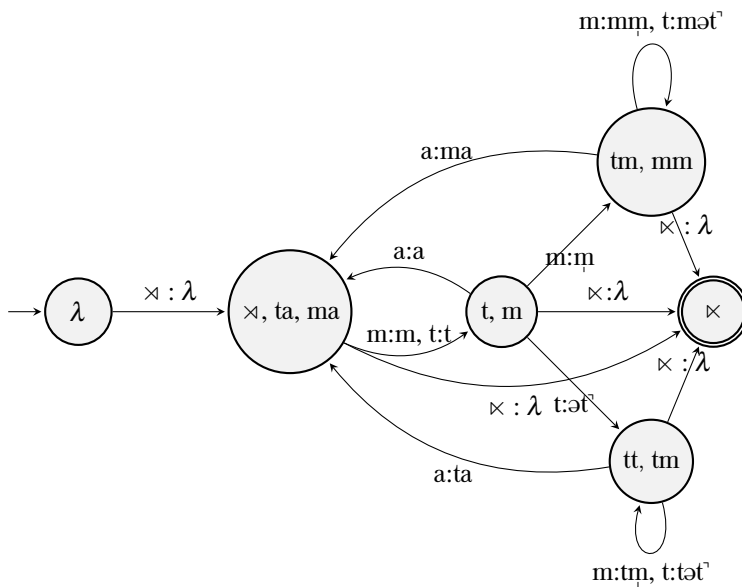 m:mm̩, t:mət̚
tm, mm
a:ma
⋉ : λ
a:a
m:m̩
λ
⋊ : λ
⋊, ta, ma
m:m, t:t
t, m
⋉:λ
⋉
⋉ : λ
t:ət̚
⋉ : λ
tt, tm
a:ta
m:tm̩, t:tət̚